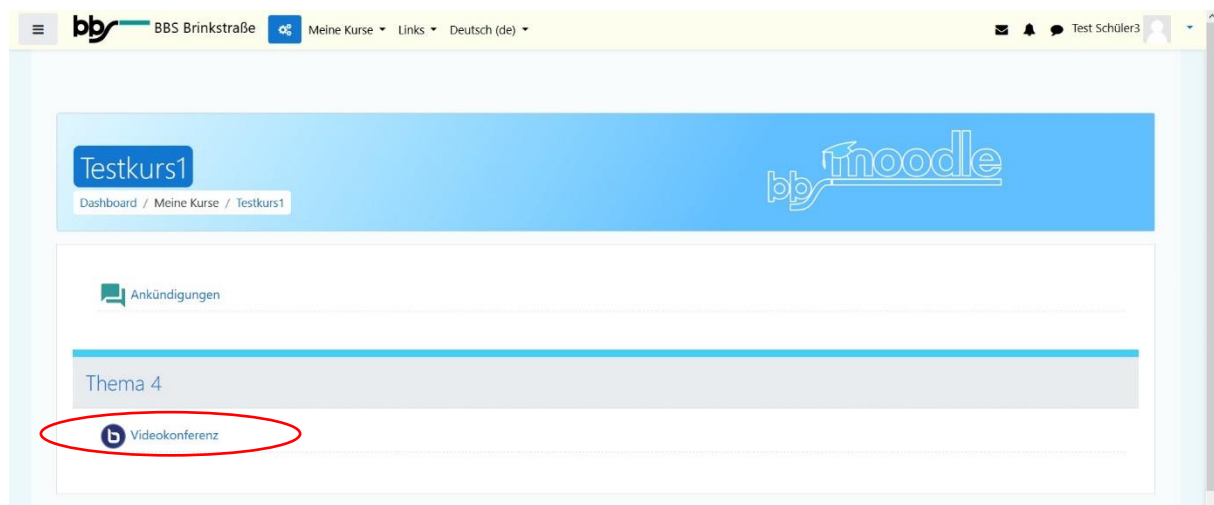 bbs BBS Brinkstraße Meine Kurse Links Deutsch (de) Test Schüler3
Testkurs1
bbs moodle
Dashboard / Meine Kurse / Testkurs1
Ankündigungen
Thema 4
b Videokonferenz